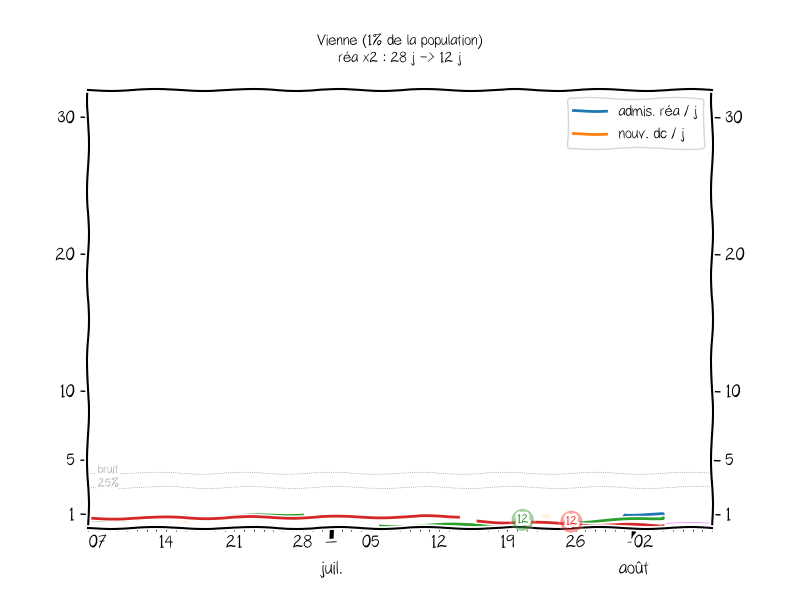 Vienne (1% de la population)
réa x2 : 28 j -> 12 j
admis. réa / j
nouv. dc / j
30
30
20
20
10
10
5
5
bruit
25%
1
1
12
12
07 14 21 28 05 12 19 26 02
juil. août